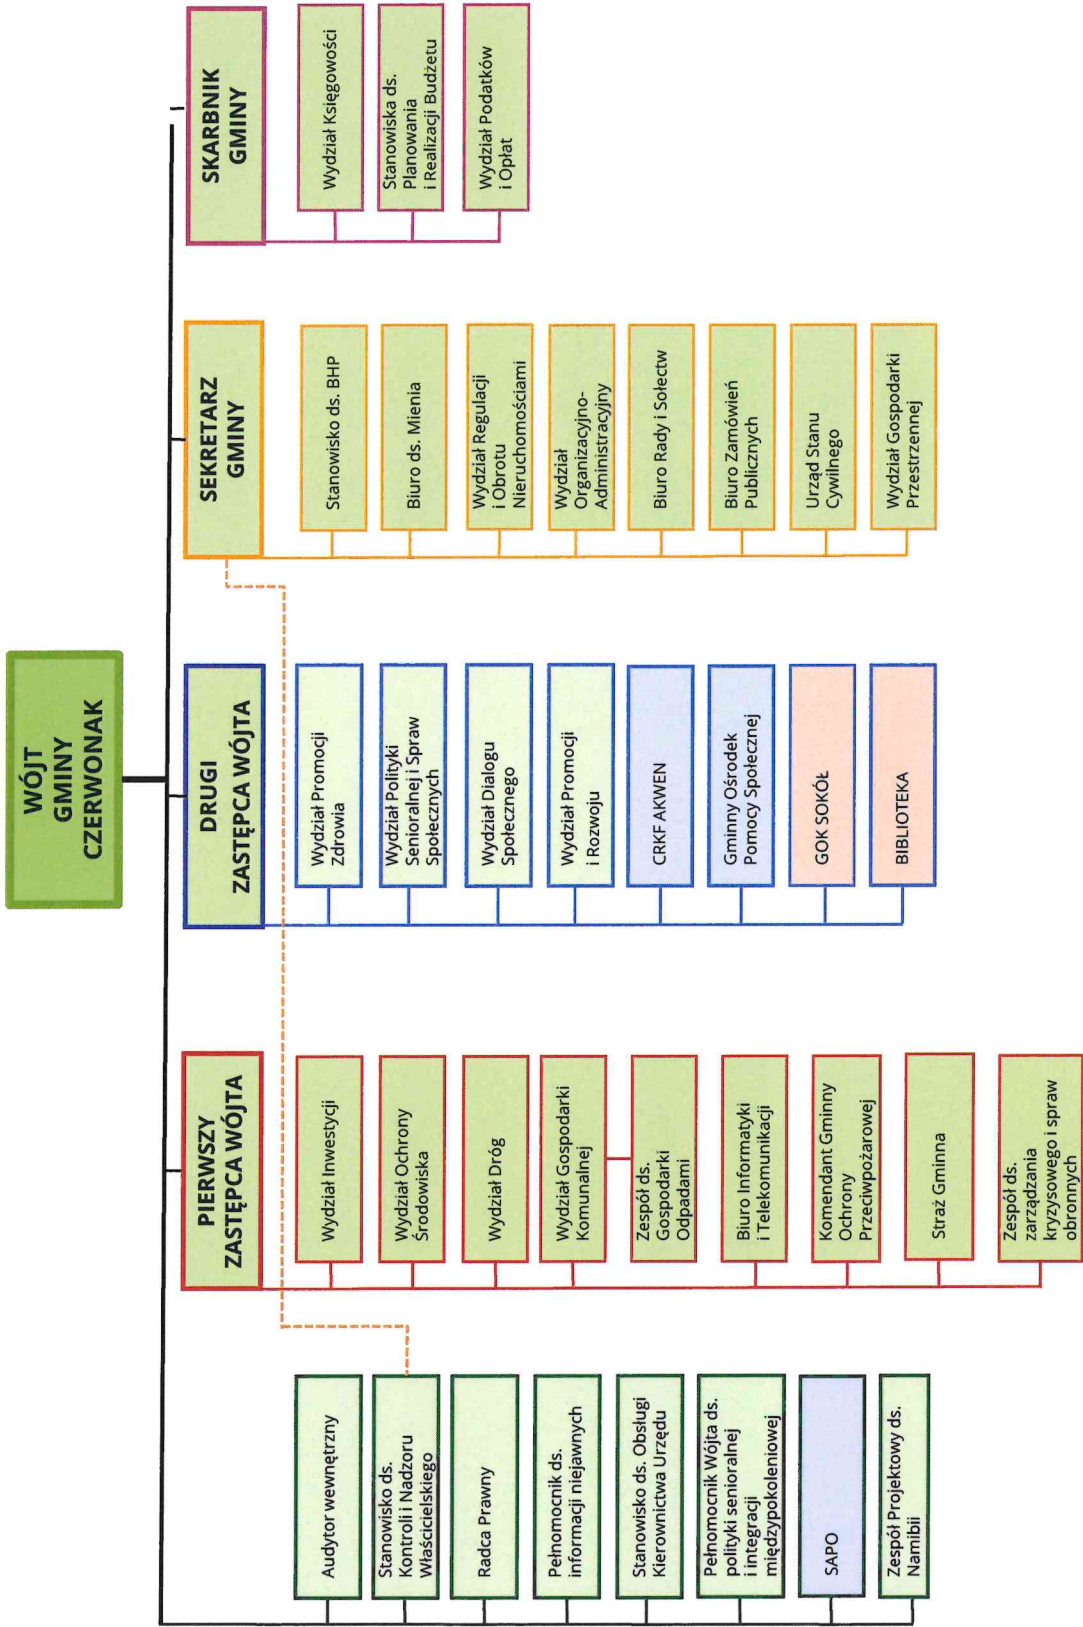 WÓJT
GMINY
CZERWONAK
PIERWSZY
ZASTĘPCA WÓJTA
DRUGI
ZASTĘPCA WÓJTA
SEKRETARZ
GMINY
SKARBNIK
GMINY
Audytor wewnętrzny
Stanowisko ds.
Kontroli i Nadzoru
Właścicielskiego
Radca Prawny
Pełnomocnik ds.
informacji niejawnych
Stanowisko ds. Obsługi
Kierownictwa Urzędu
Pełnomocnik Wójta ds.
polityki senioralnej
i integracji
międzypokoleniowej
SAPO
Zespół Projektowy ds.
Namibii
Wydział Inwestycji
Wydział Ochrony
Środowiska
Wydział Dróg
Wydział Gospodarki
Komunalnej
Zespół ds.
Gospodarki
Odpadami
Biuro Informatyki
i Telekomunikacji
Komendant Gminny
Ochrony
Przeciwpożarowej
Straż Gminna
Zespół ds.
zarządzania
kryzysowego i spraw
obronnych
Wydział Promocji
Zdrowia
Wydział Polityki
Senioralnej i Spraw
Społecznych
Wydział Dialogu
Społecznego
Wydział Promocji
i Rozwoju
CRKF AKWEN
Gminny Ośrodek
Pomocy Społecznej
GOK SOKÓŁ
BIBLIOTEKA
Stanowisko ds. BHP
Biuro ds. Mienia
Wydział Regulacji
i Obrotu
Nieruchomościami
Wydział
Organizacyjno-
Administracyjny
Biuro Rady i Sołectw
Biuro Zamówień
Publicznych
Urząd Stanu
Cywilnego
Wydział Gospodarki
Przestrzennej
Wydział Księgowości
Stanowiska ds.
Planowania
i Realizacji Budżetu
Wydział Podatków
i Opłat